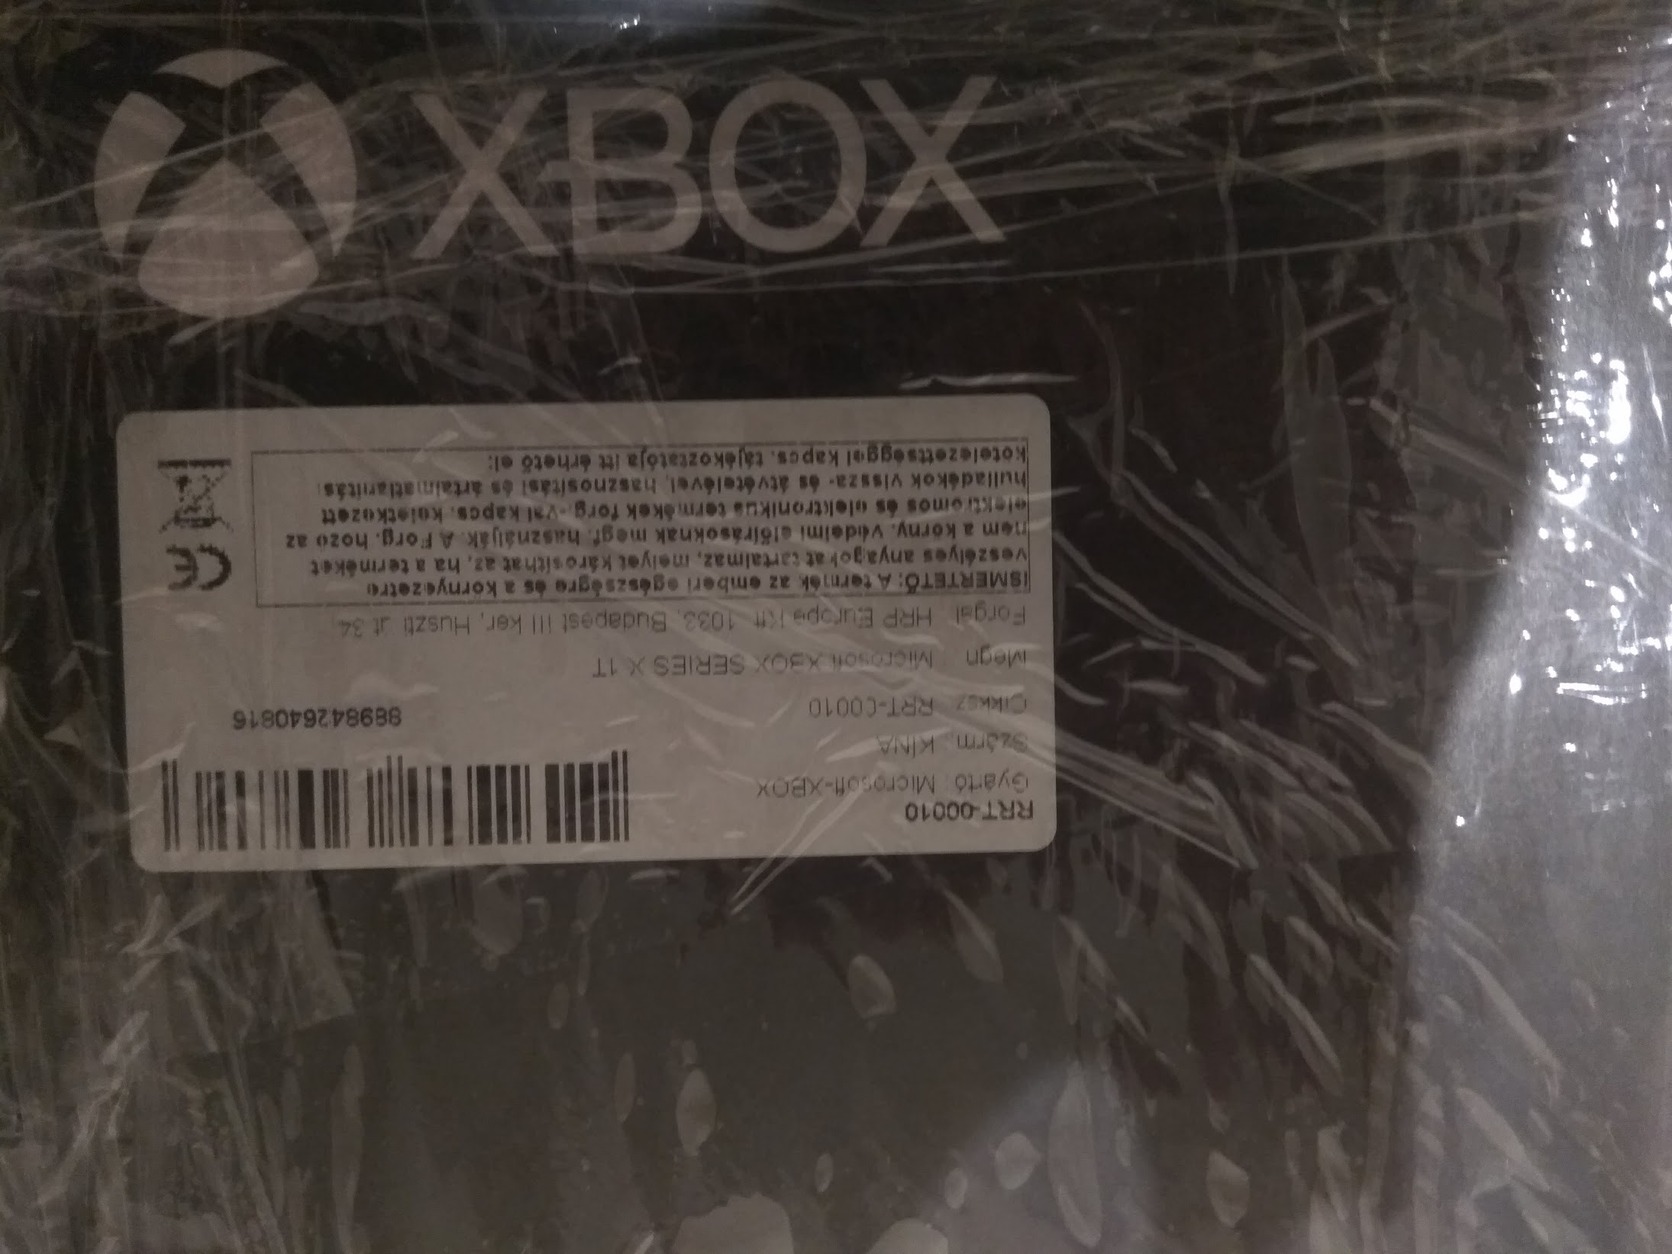 XBOX
RRT-00010
Gyártó Microsoft-XBOX
Szárm. KÍNA
Cikksz RRT-00010
889842640816
Megn Microsoft XBOX SERIES X 1T
Forgal. HRP Europe Kft. 1033. Budapest III ker, Huszti út 34.
ISMERTETŐ: A termék az emberi egészségre és a környezetre
veszélyes anyagokat tartalmaz, melyet károsíthat az, ha a terméket
nem a körny. védelmi előírásoknak megf. használják. A Forg. hozo az
elektromos és elektronikus termékek forg.-val kapcs. keletkezett
hulladékok vissza- és átvételével, hasznosítási és ártalmatlanítás
kötelezettséggel kapcs. tájékoztatója itt érhető el:
CE